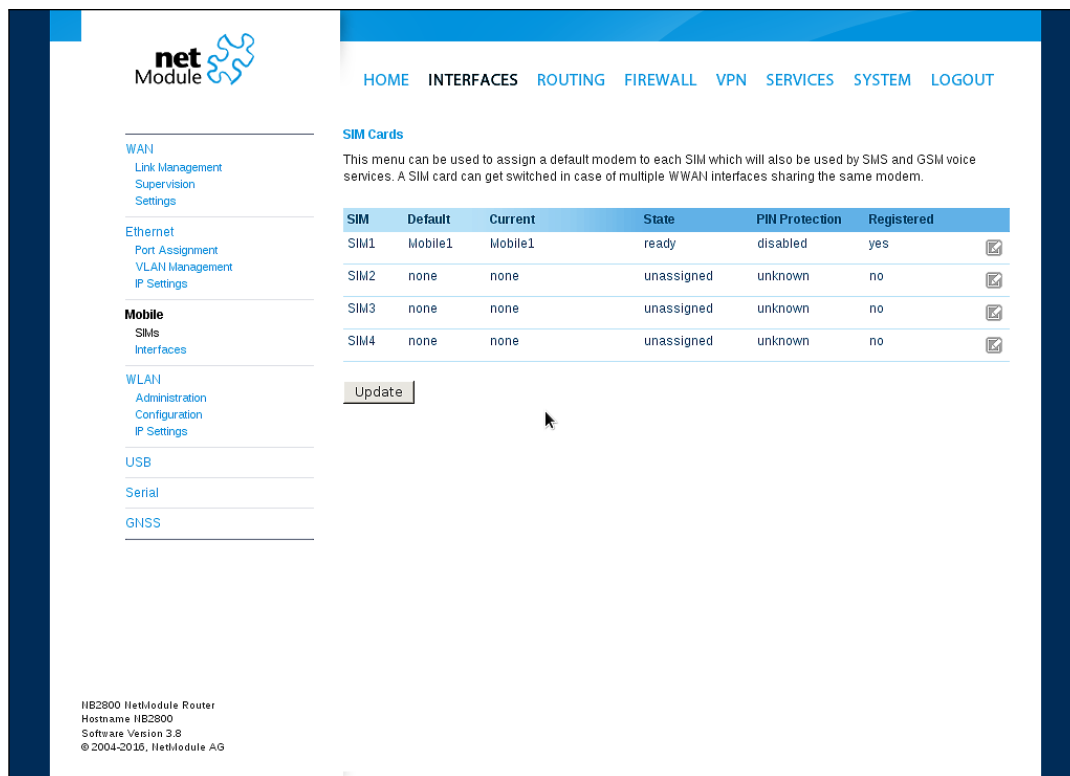 net
Module
HOME INTERFACES ROUTING FIREWALL VPN SERVICES SYSTEM LOGOUT
WAN
Link Management
Supervision
Settings
Ethernet
Port Assignment
VLAN Management
IP Settings
Mobile
SIMs
Interfaces
WLAN
Administration
Configuration
IP Settings
USB
Serial
GNSS
SIM Cards
This menu can be used to assign a default modem to each SIM which will also be used by SMS and GSM voice
services. A SIM card can get switched in case of multiple WWAN interfaces sharing the same modem.
SIM Default Current State PIN Protection Registered
SIM1 Mobile1 Mobile1 ready disabled yes
SIM2 none none unassigned unknown no
SIM3 none none unassigned unknown no
SIM4 none none unassigned unknown no
Update
NB2800 NetModule Router
Hostname NB2800
Software Version 3.8
© 2004-2016, NetModule AG